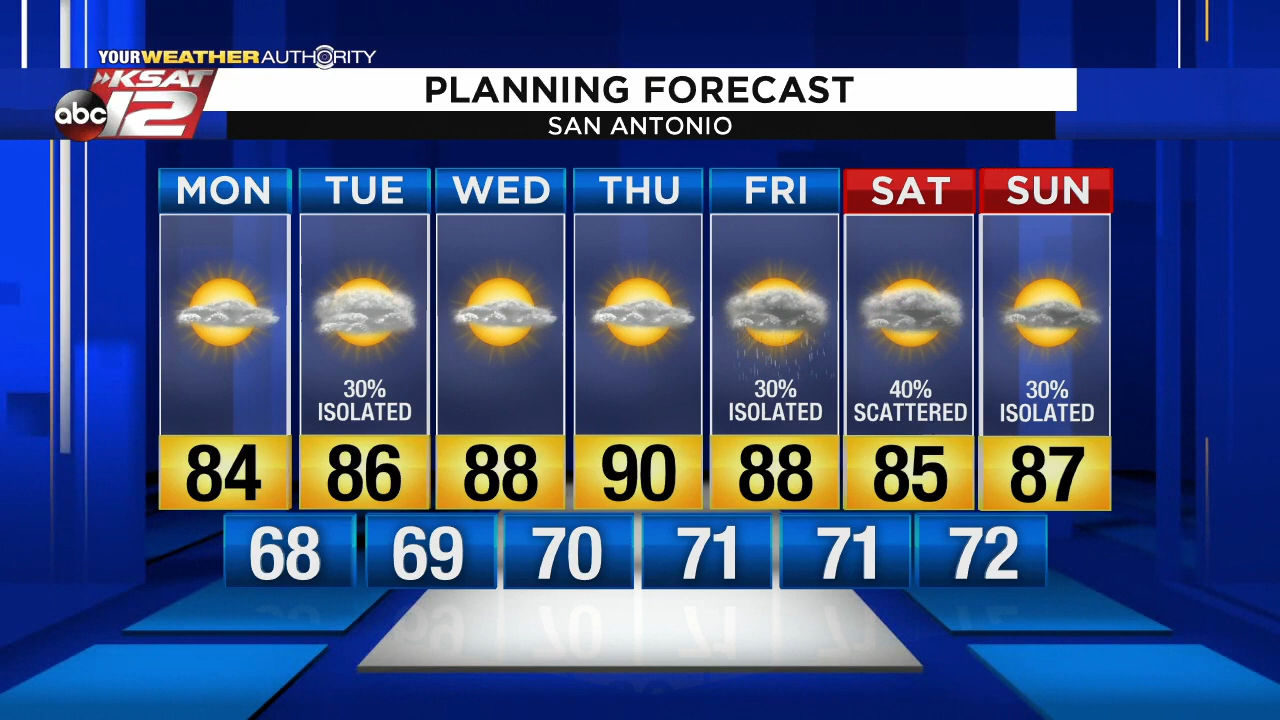 YOURWEATHERAUTHORITY
KSAT
abc 12
PLANNING FORECAST
SAN ANTONIO
MON TUE WED THU FRI SAT SUN
30% 30% 40% 30%
ISOLATED ISOLATED SCATTERED ISOLATED
84 86 88 90 88 85 87
68 69 70 71 71 72